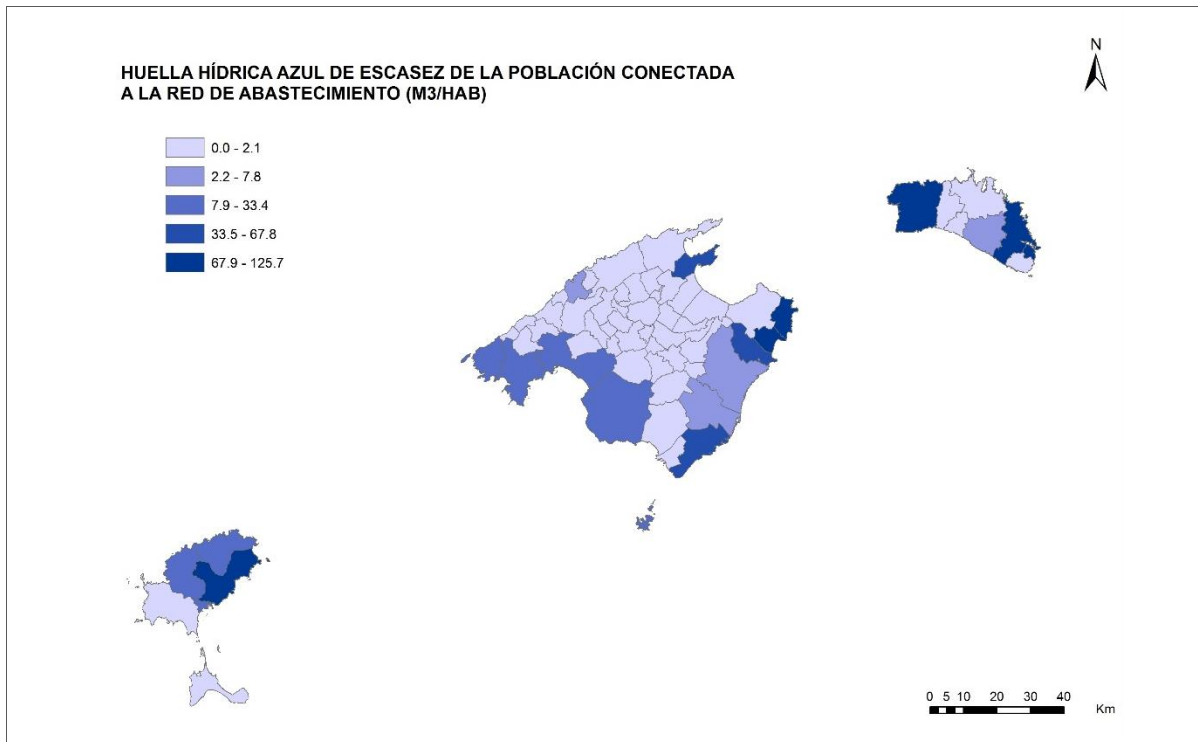 N
HUELLA HÍDRICA AZUL DE ESCASEZ DE LA POBLACIÓN CONECTADA
A LA RED DE ABASTECIMIENTO (M3/HAB)
0.0 - 2.1
2.2 - 7.8
7.9 - 33.4
33.5 - 67.8
67.9 - 125.7
0 5 10 20 30 40
Km